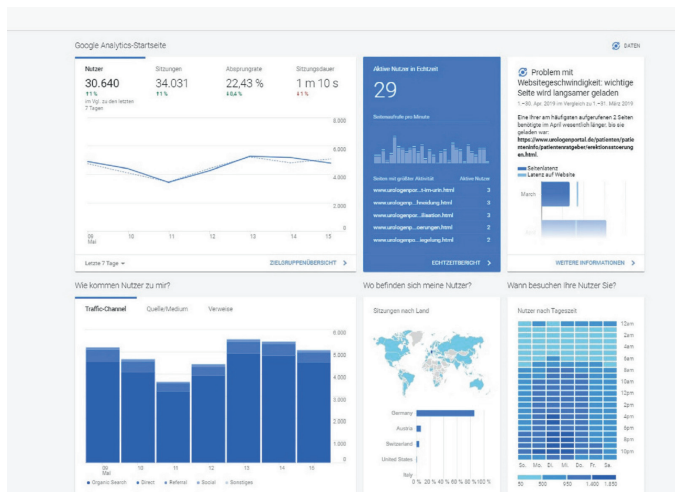 Google Analytics-Startseite
DATEN
Nutzer
30.640
1 %
im Vgl. zu den letzten
7 Tagen
Sitzungen
34.031
1 %
Absprungrate
22,43 %
0,4 %
Sitzungsdauer
1 m 10 s
1 %
8.000
6.000
4.000
2.000
0
09
Mai
10
11
12
13
14
15
Letzte 7 Tage
ZIELGRUPPENÜBERSICHT >
Aktive Nutzer in Echtzeit
29
Seitenaufrufe pro Minute
Seiten mit größter Aktivität
Aktive Nutzer
www.urologenpor...t-im-urin.html
3
www.urologenp...hneidung.html
3
www.urologenpor...ilisation.html
3
www.urologenpo...oerungen.html
2
www.urologenpo...iegelung.html
2
ECHTZEITBERICHT >
Problem mit
Websitegeschwindigkeit: wichtige
Seite wird langsamer geladen
1.–30. Apr. 2019 im Vergleich zu 1.–31. März 2019
Eine Ihrer am häufigsten aufgerufenen 2 Seiten
benötigte im April wesentlich länger, bis sie
geladen war:
https://www.urologenportal.de/patienten/patie
nteninfo/patientenratgeber/erektionsstoerung
en.html.
Seitenlatenz
Latenz auf Website
March
April
WEITERE INFORMATIONEN >
Wie kommen Nutzer zu mir?
Traffic-Channel
Quelle/Medium
Verweise
6.000
5.000
4.000
3.000
2.000
1.000
0
09
Mai
10
11
12
13
14
15
Organic Search
Direct
Referral
Social
Sonstiges
Wo befinden sich meine Nutzer?
Sitzungen nach Land
Germany
Austria
Switzerland
United States
Italy
0 % 20 % 40 % 60 % 80 % 100 %
Wann besuchen Ihre Nutzer Sie?
Nutzer nach Tageszeit
12am
2am
4am
6am
8am
10am
12pm
2pm
4pm
6pm
8pm
10pm
So. Mo. Di. Mi. Do. Fr. Sa.
50
500
950
1.400
1.850